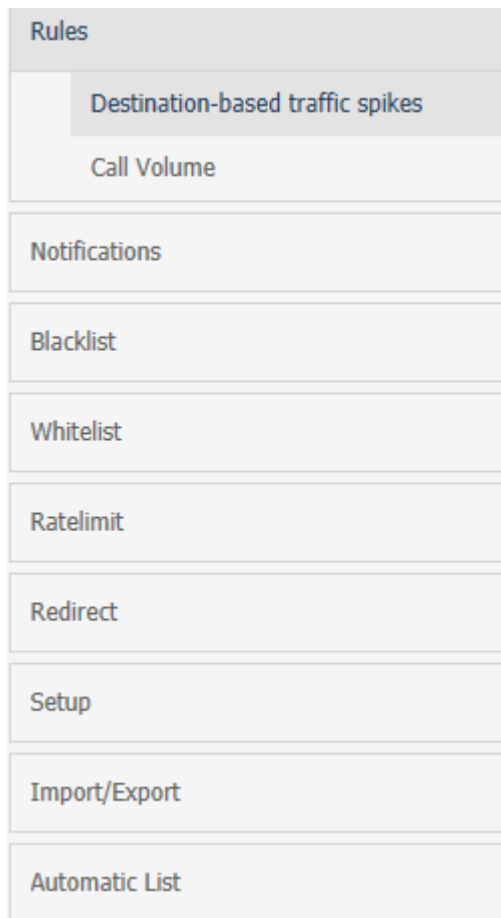 Rules
Destination-based traffic spikes
Call Volume
Notifications
Blacklist
Whitelist
Ratelimit
Redirect
Setup
Import/Export
Automatic List